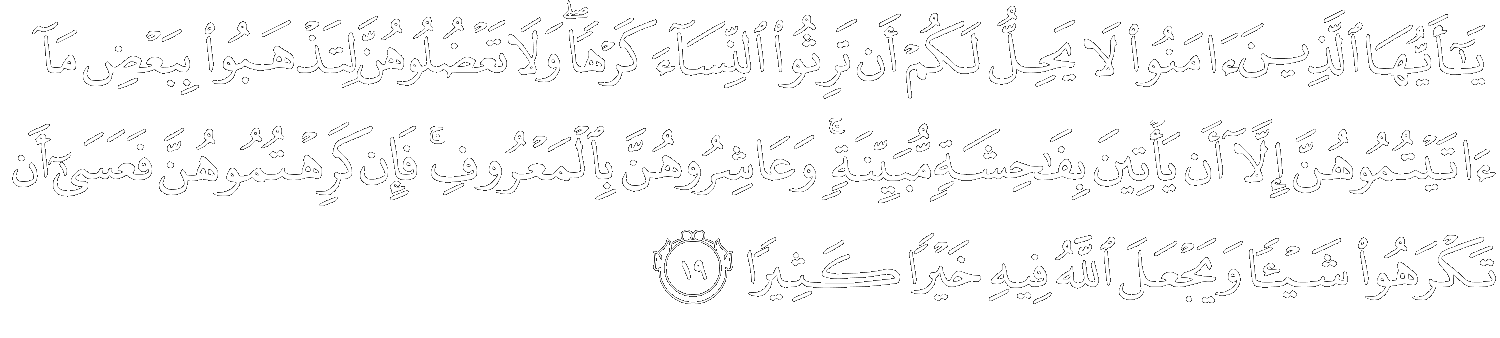 يَٰٓأَيُّهَا ٱلَّذِينَ ءَامَنُوا۟ لَا يَحِلُّ لَكُمْ أَن تَرِثُوا۟ ٱلنِّسَآءَ كَرْهًۭا ۖ وَلَا تَعْضُلُوهُنَّ لِتَذْهَبُوا۟ بِبَعْضِ مَآ
ءَاتَيْتُمُوهُنَّ إِلَّآ أَن يَأْتِينَ بِفَٰحِشَةٍۢ مُّبَيِّنَةٍۢ ۚ وَعَاشِرُوهُنَّ بِٱلْمَعْرُوفِ ۚ فَإِن كَرِهْتُمُوهُنَّ فَعَسَىٰٓ أَن
تَكْرَهُوا۟ شَيْـًۭٔا وَيَجْعَلَ ٱللَّهُ فِيهِ خَيْرًۭا كَثِيرًۭا ١٩